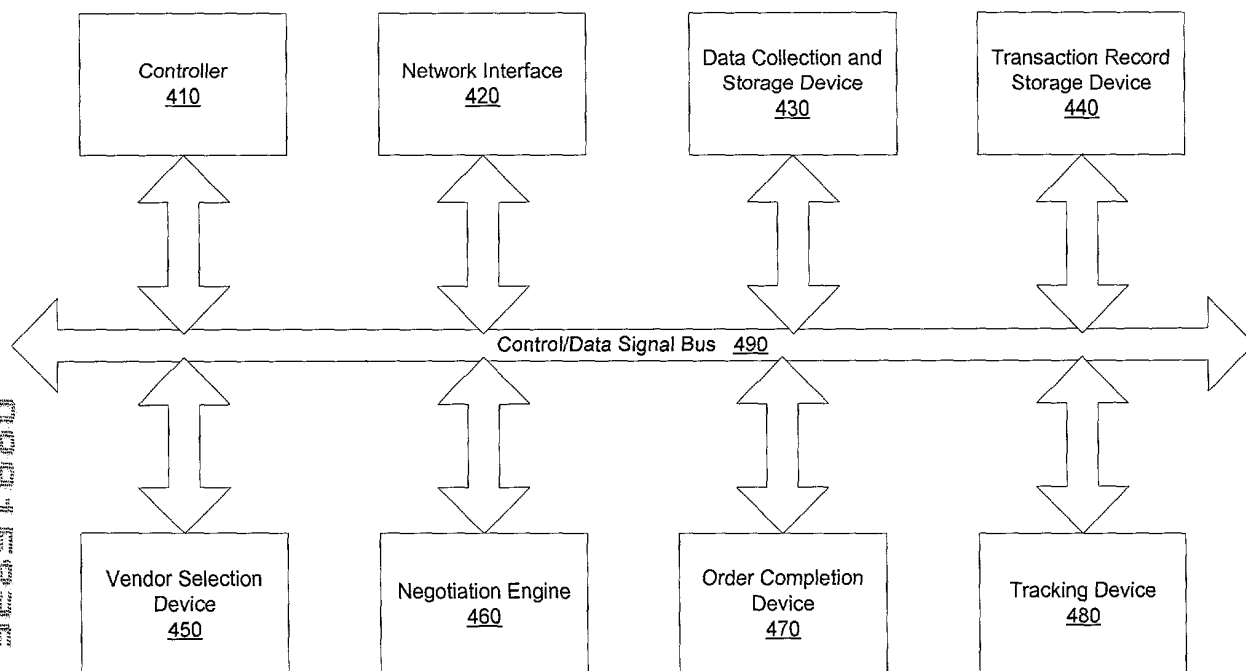 Controller
410
Network Interface
420
Data Collection and
Storage Device
430
Transaction Record
Storage Device
440
Control/Data Signal Bus 490
Vendor Selection
Device
450
Negotiation Engine
460
Order Completion
Device
470
Tracking Device
480